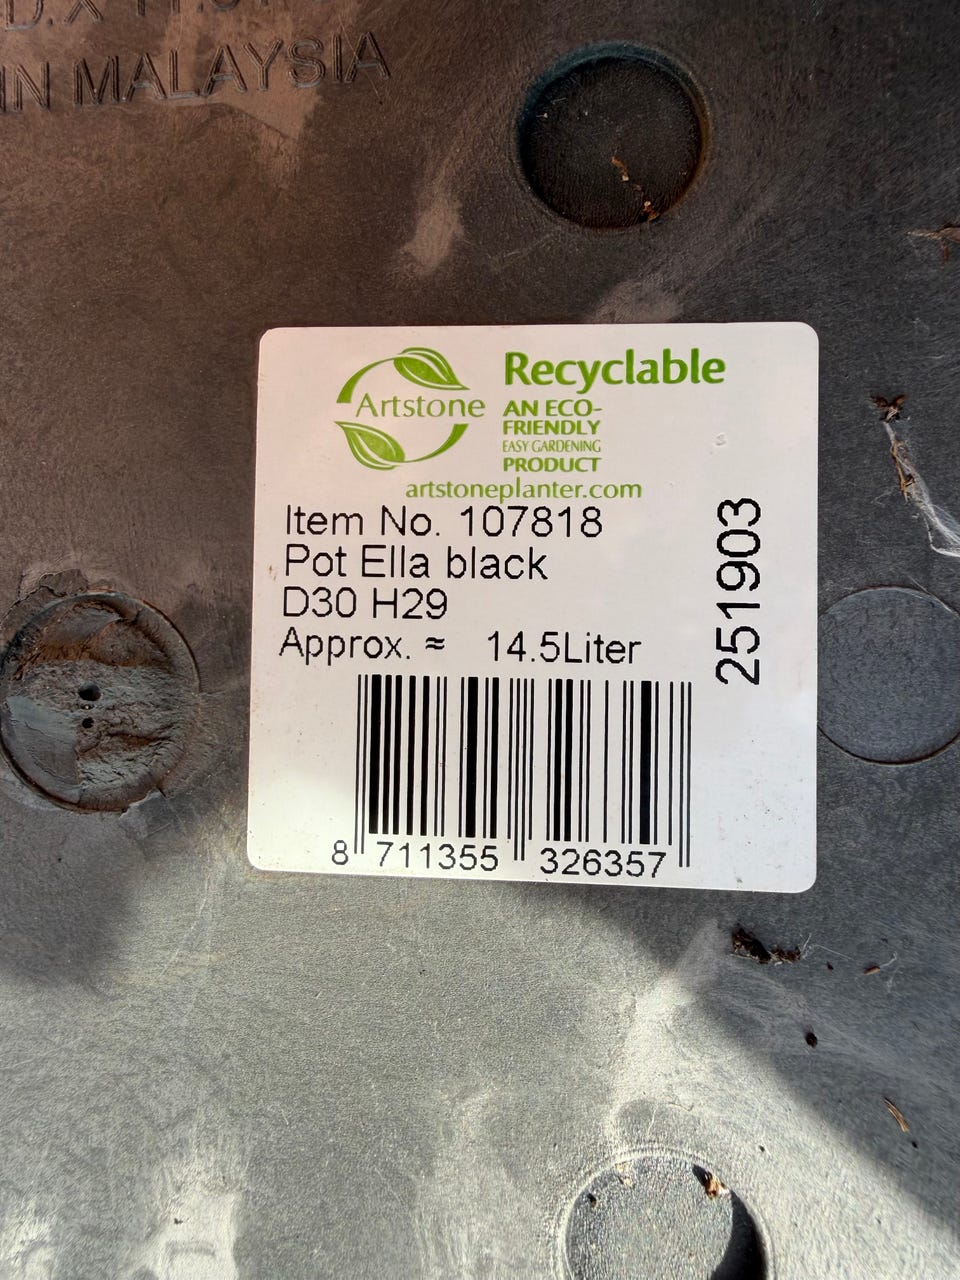 IN MALAYSIA
Artstone
Recyclable
AN ECO-
FRIENDLY
EASY GARDENING
PRODUCT
artstoneplanter.com
Item No. 107818
Pot Ella black
D30 H29
Approx. ≈ 14.5Liter
251903
8 711355 326357